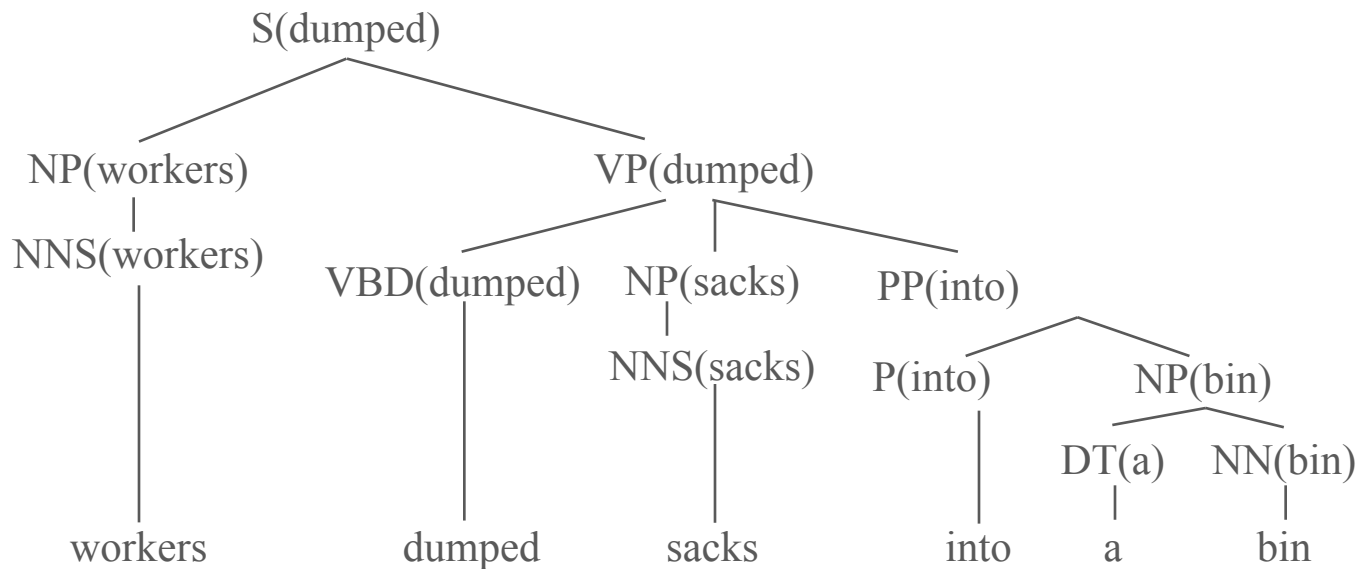 S(dumped)
NP(workers) VP(dumped)
NNS(workers) VBD(dumped) NP(sacks) PP(into)
NNS(sacks) P(into) NP(bin)
DT(a) NN(bin)
workers dumped sacks into a bin